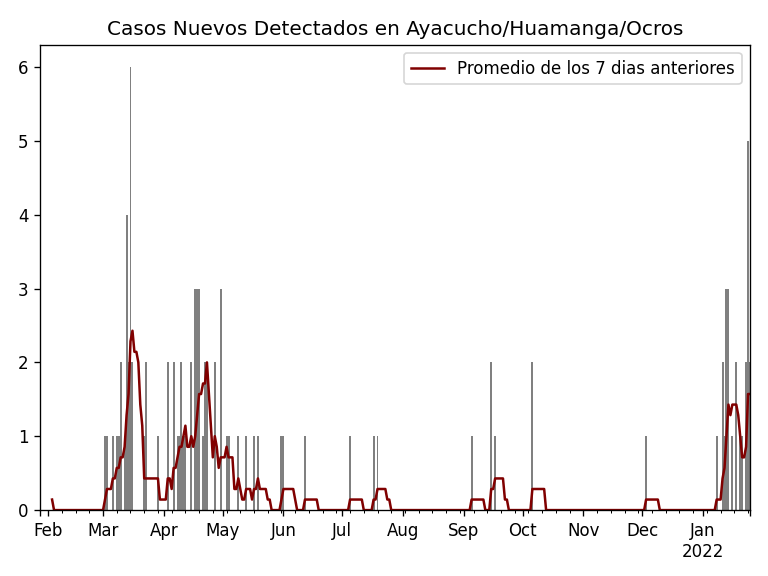 Casos Nuevos Detectados en Ayacucho/Huamanga/Ocros
Promedio de los 7 dias anteriores
6
5
4
3
2
1
0
Feb Mar Apr May Jun Jul Aug Sep Oct Nov Dec Jan
2022